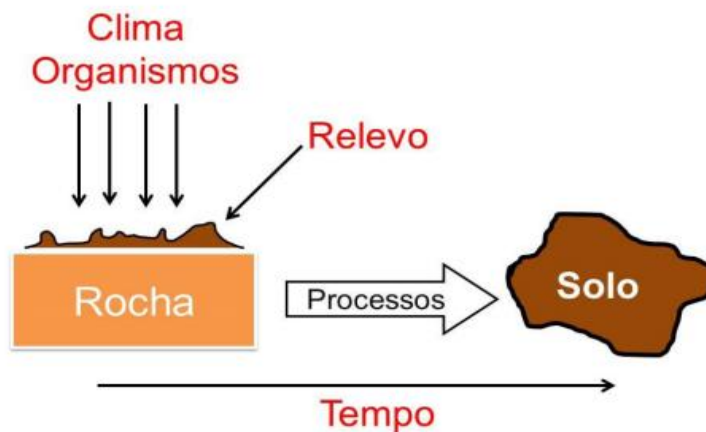 Clima
Organismos
Relevo
Rocha
Processos
Solo
Tempo